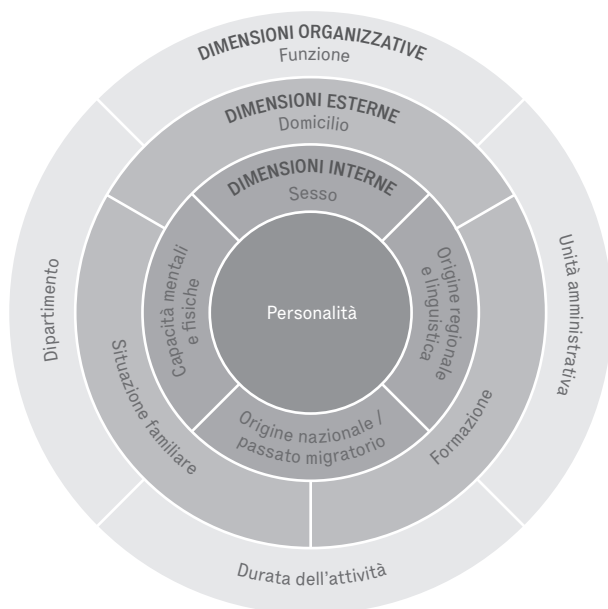 DIMENSIONI ORGANIZZATIVE
Funzione
DIMENSIONI ESTERNE
Domicilio
DIMENSIONI INTERNE
Sesso
Dipartimento
Situazione familiare
Capacità mentali
e fisiche
Personalità
Origine regionale
e linguistica
Formazione
Unità amministrativa
Origine nazionale /
passato migratorio
Durata dell'attività